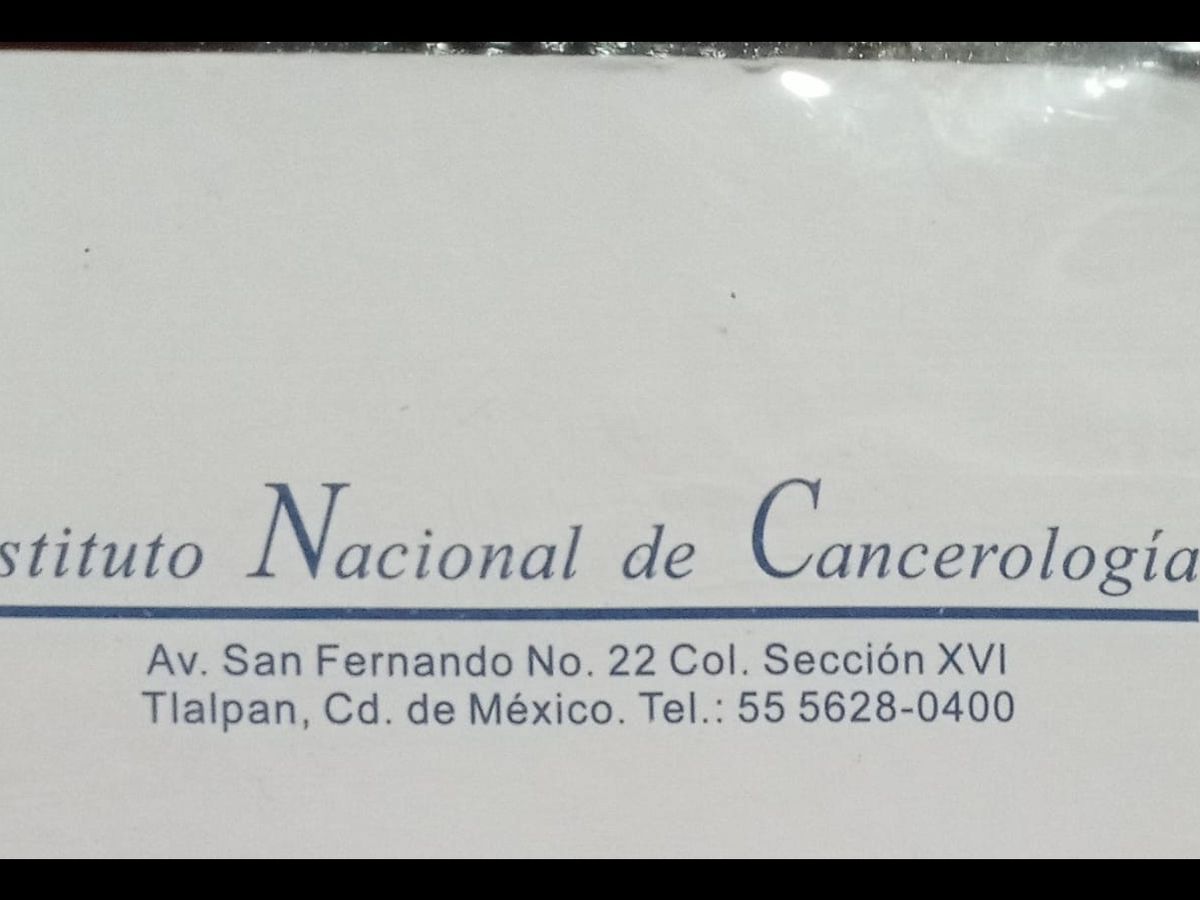 stituto Nacional de Cancerología
Av. San Fernando No. 22 Col. Sección XVI
Tlalpan, Cd. de México. Tel.: 55 5628-0400